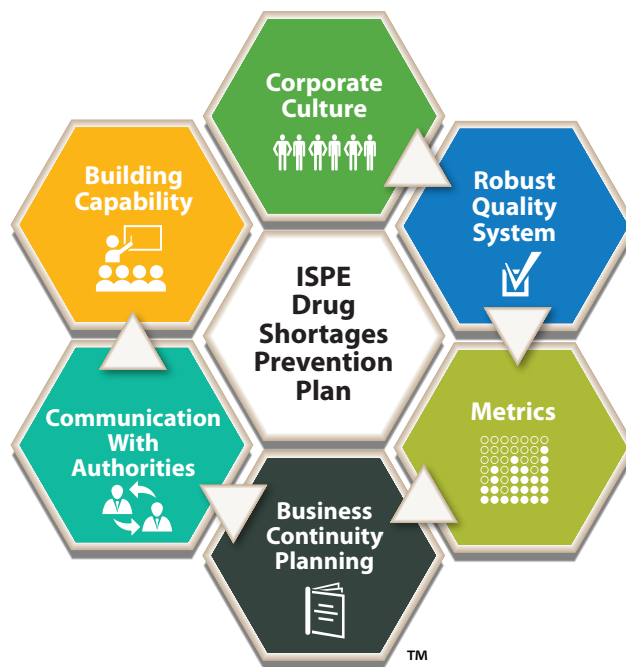 Corporate
Culture
Building
Capability
Robust
Quality
System
ISPE
Drug
Shortages
Prevention
Plan
Communication
With
Authorities
Metrics
Business
Continuity
Planning
TM